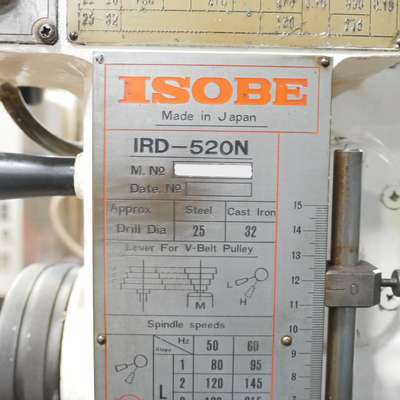 ISOBE
Made in Japan
IRD-520N
M. No
Date. No
Approx Steel Cast Iron
Drill Dia 25 32
Lever For V-Belt Pulley
L H
M
Spindle speeds
Hz 50 60
L 1 80 95
2 120 145
15
14
13
12
11
10
9
8